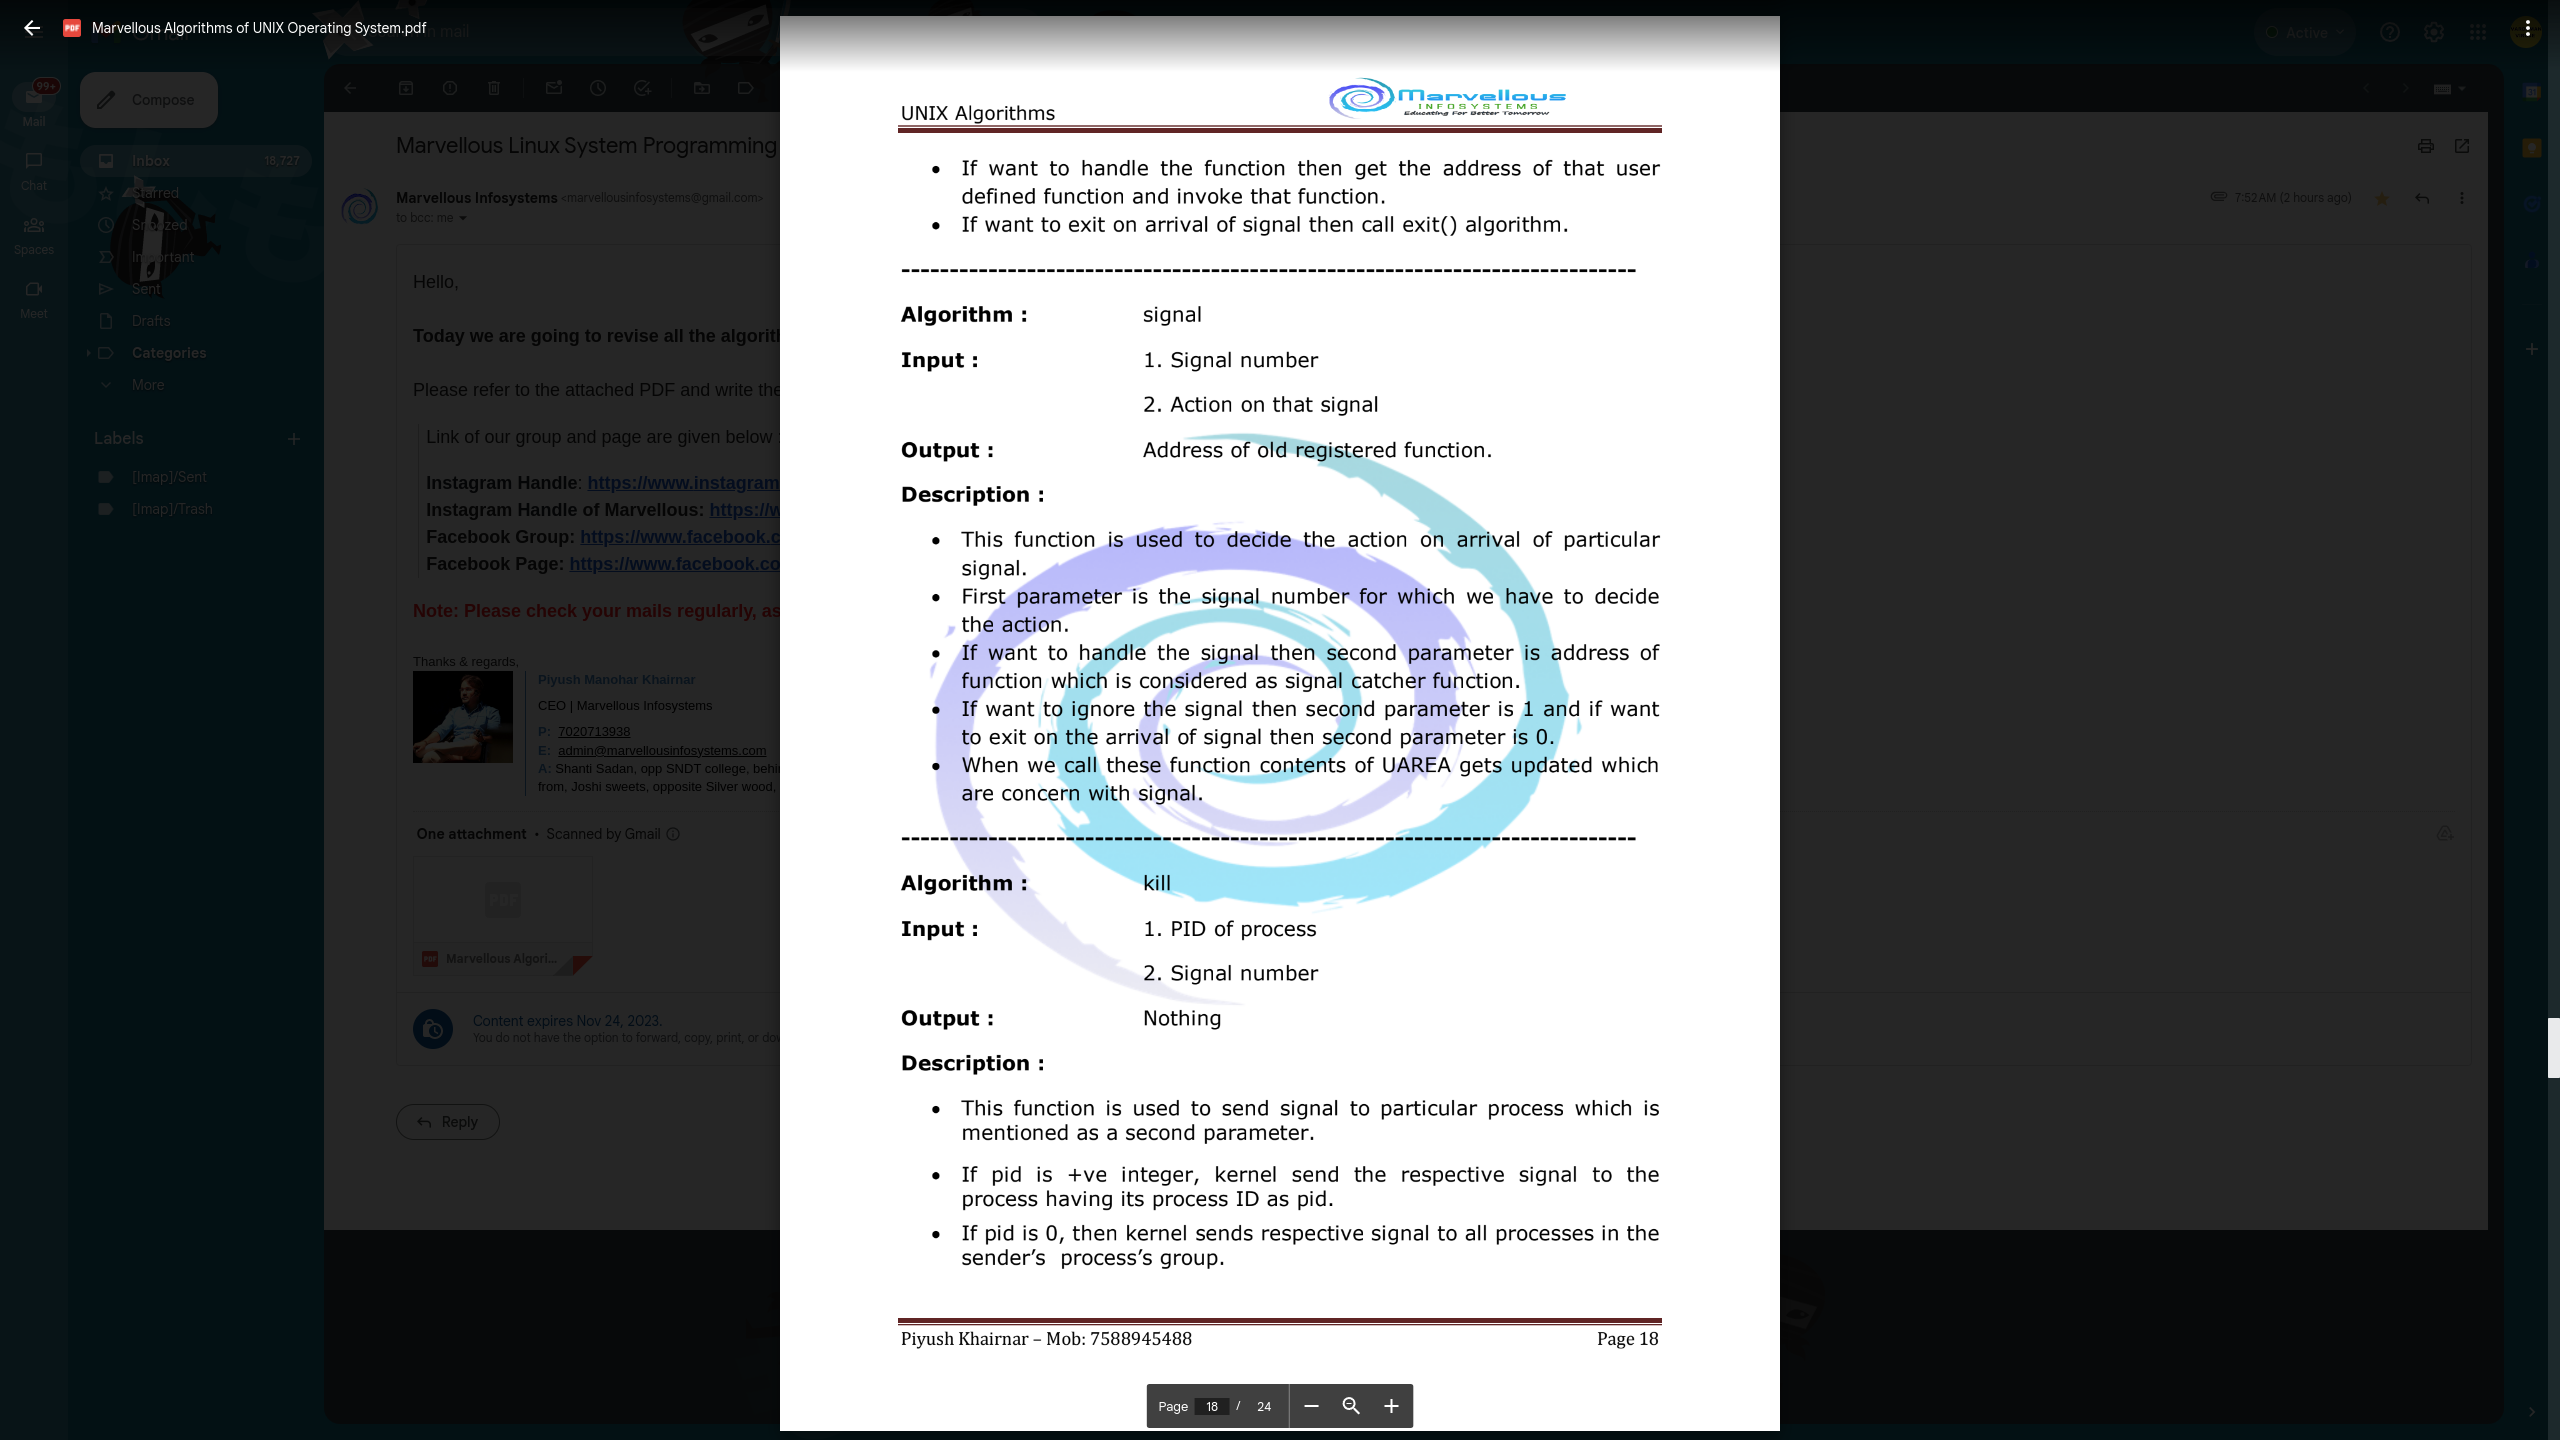 Marvellous Algorithms of UNIX Operating System.pdf
in mail
Active
99+
Compose
Mail
Chat
Spaces
Meet
Inbox 18,727
Starred
Snoozed
Important
Sent
Drafts
Categories
More
Labels
[Imap]/Sent
[Imap]/Trash
Marvellous Linux System Programming
Marvellous Infosystems <marvellousinfosystems@gmail.com>
to bcc: me
7:52AM (2 hours ago)
Hello,
Today we are going to revise all the algorith
Please refer to the attached PDF and write the
Link of our group and page are given below :
Instagram Handle: https://www.instagram
Instagram Handle of Marvellous: https://w
Facebook Group: https://www.facebook.c
Facebook Page: https://www.facebook.co
Note: Please check your mails regularly, as
Thanks & regards,
Piyush Manohar Khairnar
CEO | Marvellous Infosystems
P: 7020713938
E: admin@marvellousinfosystems.com
A: Shanti Sadan, opp SNDT college, behi
from, Joshi sweets, opposite Silver wood,
One attachment • Scanned by Gmail
PDF
PDF Marvellous Algori...
Content expires Nov 24, 2023.
You do not have the option to forward, copy, print, or dow
Reply
UNIX Algorithms
Marvellous
INFOSYSTEMS
Educating For Better Tomorrow
• If want to handle the function then get the address of that user
defined function and invoke that function.
• If want to exit on arrival of signal then call exit() algorithm.
----------------------------------------------------------------------------
Algorithm : signal
Input : 1. Signal number
2. Action on that signal
Output : Address of old registered function.
Description :
• This function is used to decide the action on arrival of particular
signal.
• First parameter is the signal number for which we have to decide
the action.
• If want to handle the signal then second parameter is address of
function which is considered as signal catcher function.
• If want to ignore the signal then second parameter is 1 and if want
to exit on the arrival of signal then second parameter is 0.
• When we call these function contents of UAREA gets updated which
are concern with signal.
----------------------------------------------------------------------------
Algorithm : kill
Input : 1. PID of process
2. Signal number
Output : Nothing
Description :
• This function is used to send signal to particular process which is
mentioned as a second parameter.
• If pid is +ve integer, kernel send the respective signal to the
process having its process ID as pid.
• If pid is 0, then kernel sends respective signal to all processes in the
sender’s  process’s group.
Piyush Khairnar – Mob: 7588945488 Page 18
Page 18 / 24